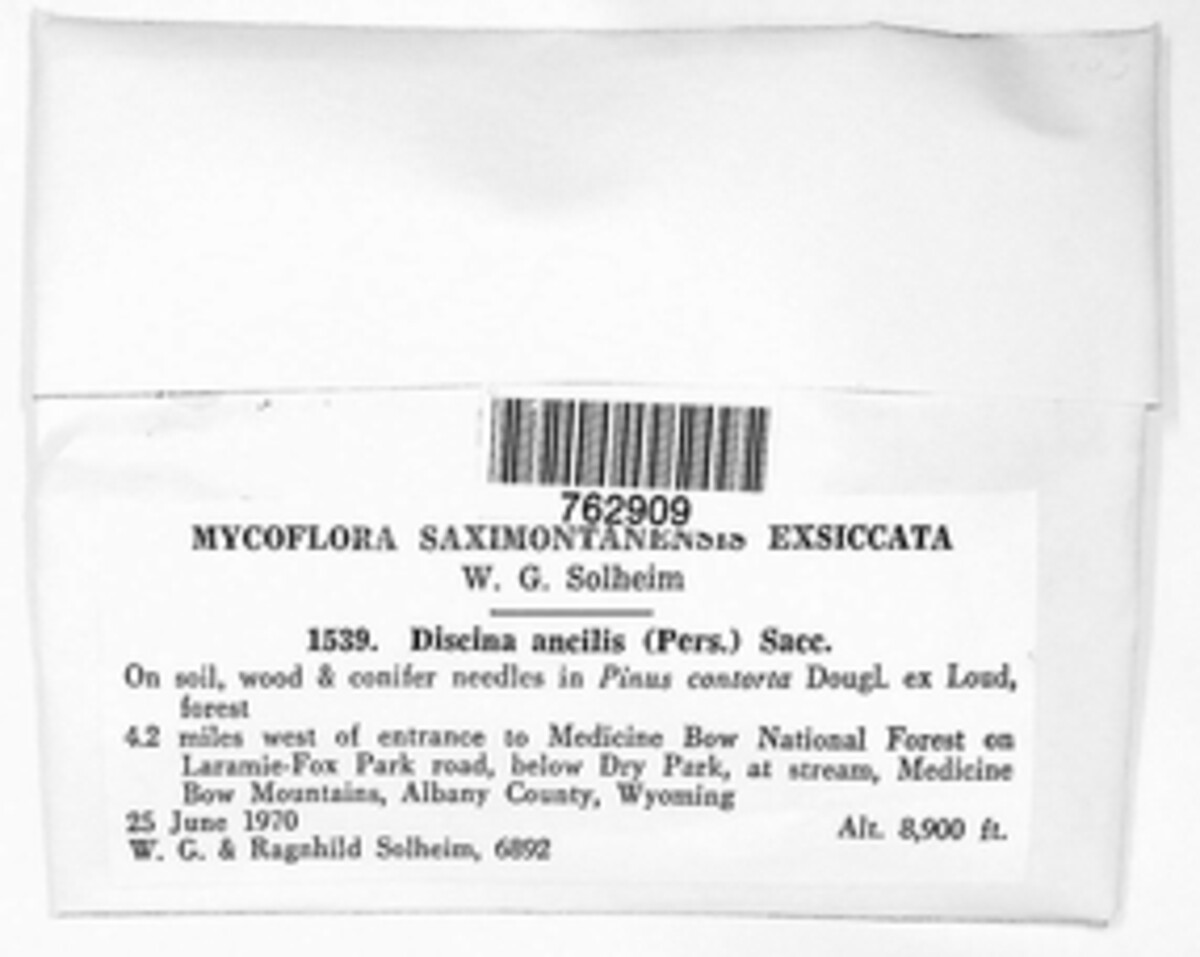 762909
MYCOFLORA SAXIMONTANENSIS EXSICCATA
W. G. Solheim
1539. Discina ancilis (Pers.) Sacc.
On soil, wood & conifer needles in Pinus contorta Dougl. ex Loud,
forest
4.2 miles west of entrance to Medicine Bow National Forest on
Laramie-Fox Park road, below Dry Park, at stream, Medicine
Bow Mountains, Albany County, Wyoming
25 June 1970 Alt. 8,900 ft.
W. G. & Ragnhild Solheim, 6892